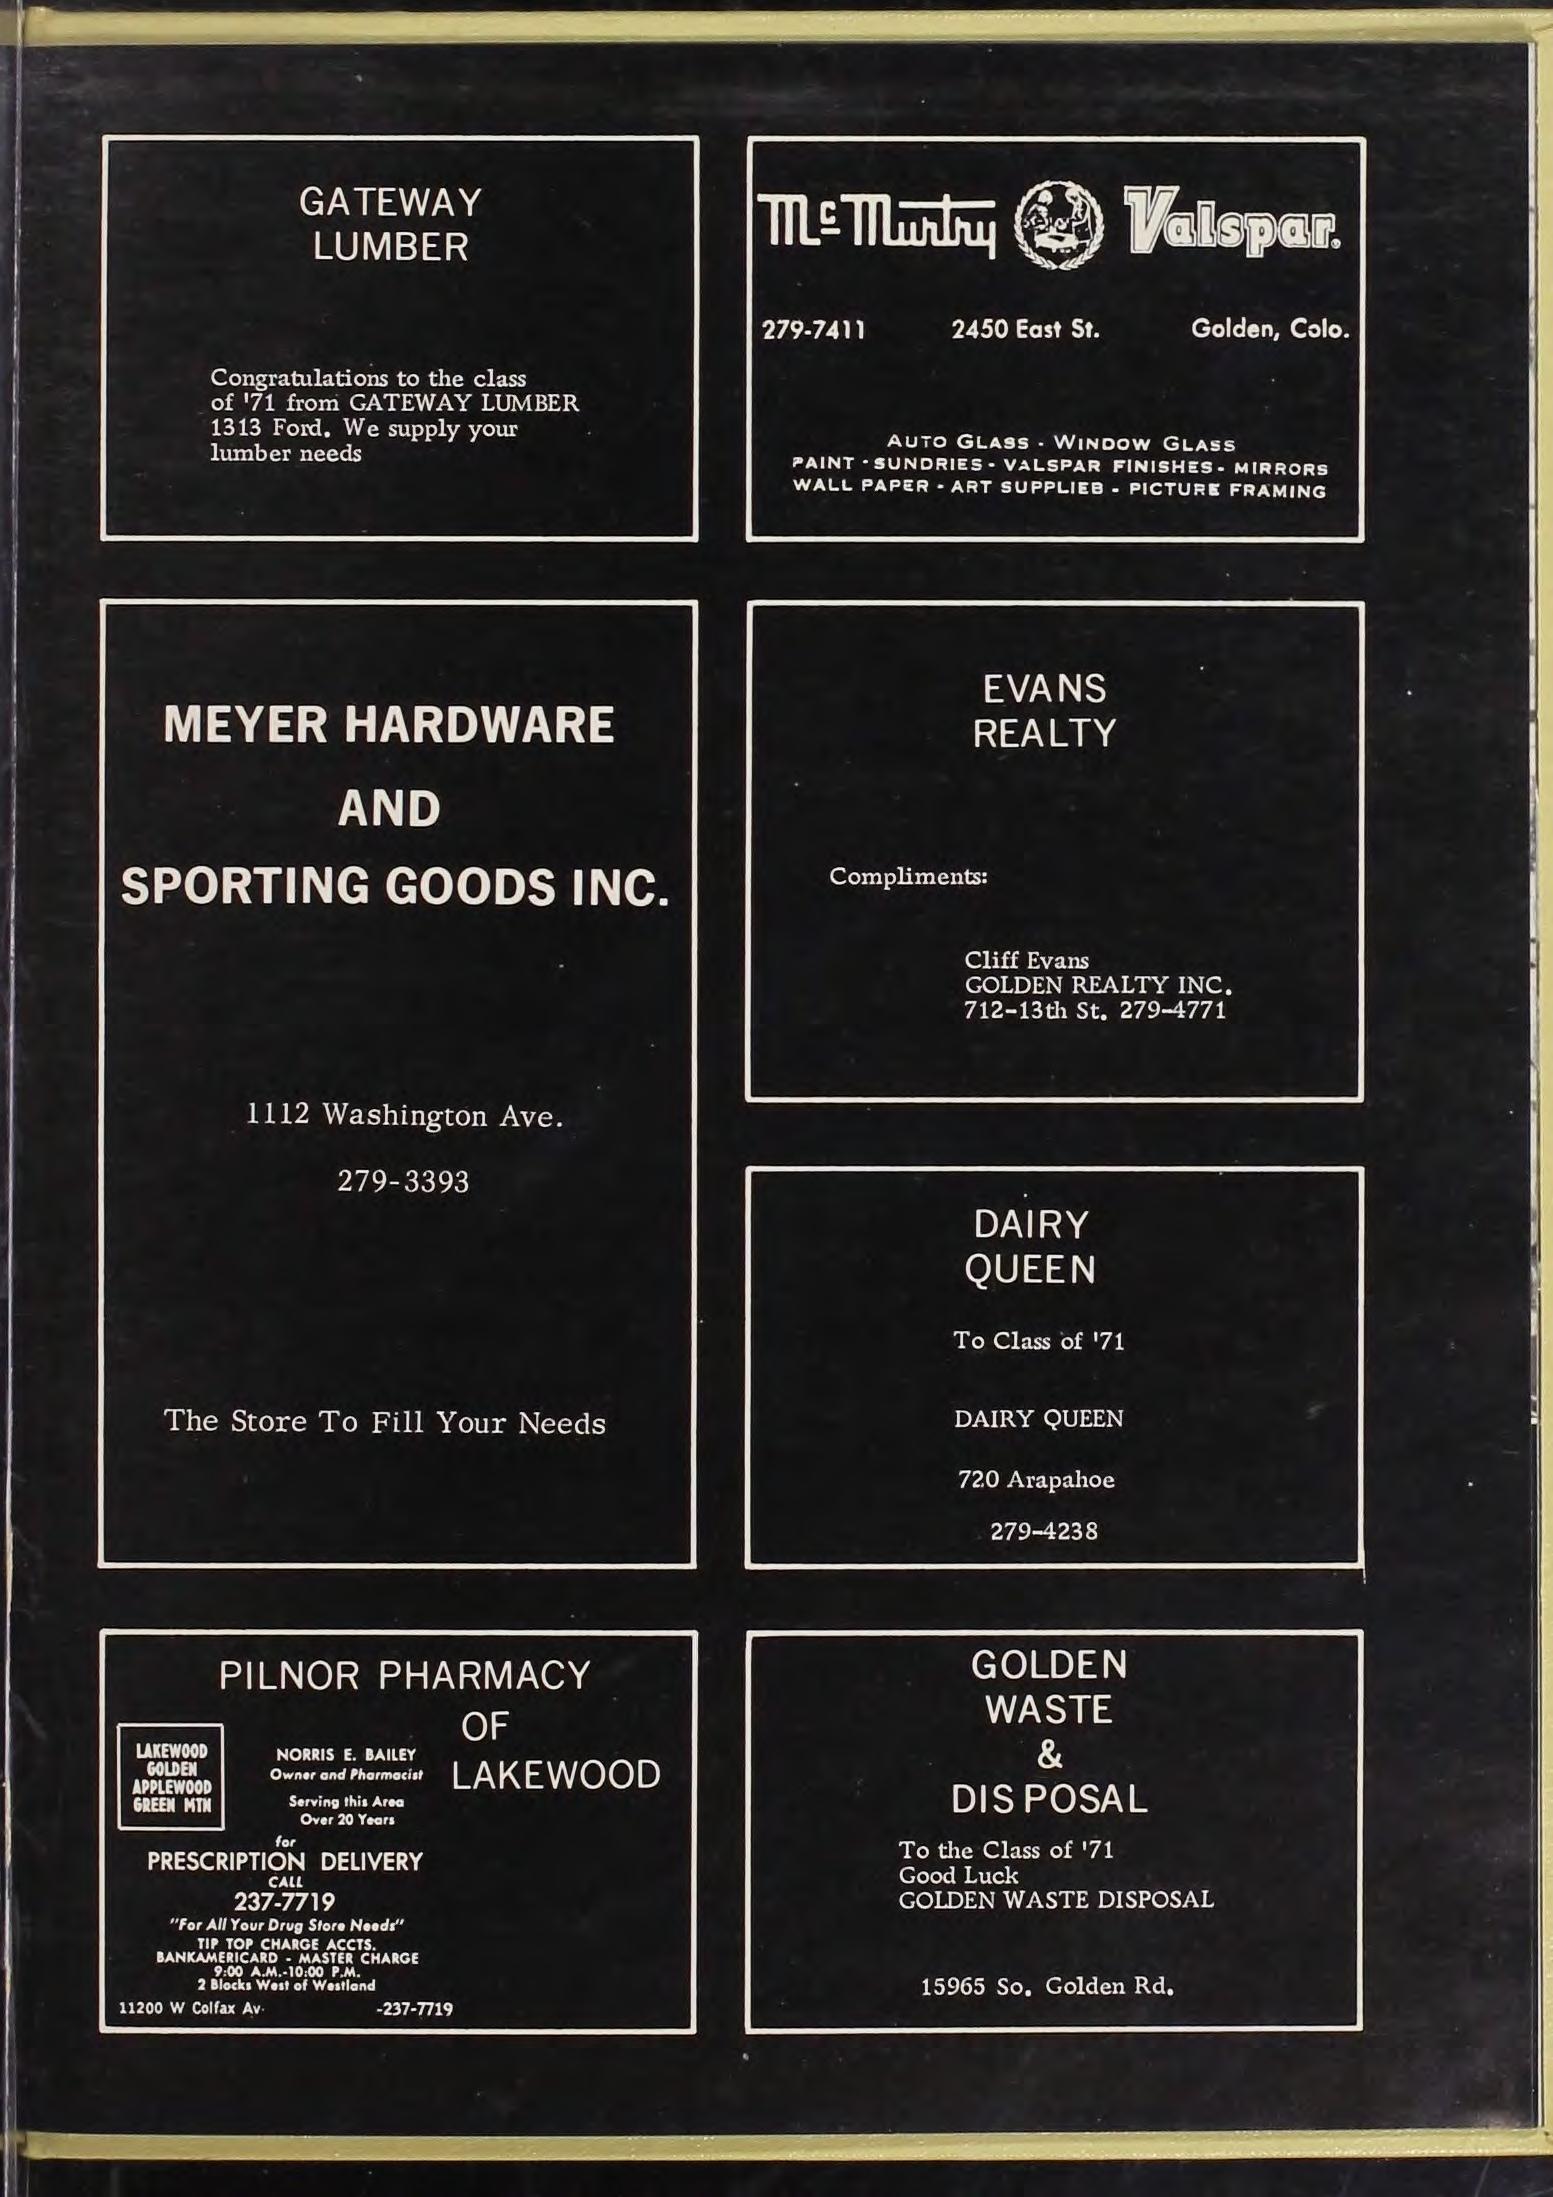 GATEWAY
LUMBER
Congratulations to the class
of '71 from GATEWAY LUMBER
1313 Ford. We supply your
lumber needs
McMurtry Valspar.
279-7411 2450 East St. Golden, Colo.
AUTO GLASS - WINDOW GLASS
PAINT - SUNDRIES - VALSPAR FINISHES - MIRRORS
WALL PAPER - ART SUPPLIEB - PICTURE FRAMING
MEYER HARDWARE
AND
SPORTING GOODS INC.
1112 Washington Ave.
279-3393
The Store To Fill Your Needs
EVANS
REALTY
Compliments:
Cliff Evans
GOLDEN REALTY INC.
712-13th St. 279-4771
DAIRY
QUEEN
To Class of '71
DAIRY QUEEN
720 Arapahoe
279-4238
PILNOR PHARMACY
OF
LAKEWOOD
LAKEWOOD
GOLDEN
APPLEWOOD
GREEN MTN
NORRIS E. BAILEY
Owner and Pharmacist
Serving this Area
Over 20 Years
for
PRESCRIPTION DELIVERY
CALL
237-7719
"For All Your Drug Store Needs"
TIP TOP CHARGE ACCTS.
BANKAMERICARD - MASTER CHARGE
9:00 A.M.-10:00 P.M.
2 Blocks West of Westland
11200 W Colfax Av. -237-7719
GOLDEN
WASTE
&
DISPOSAL
To the Class of '71
Good Luck
GOLDEN WASTE DISPOSAL
15965 So. Golden Rd.